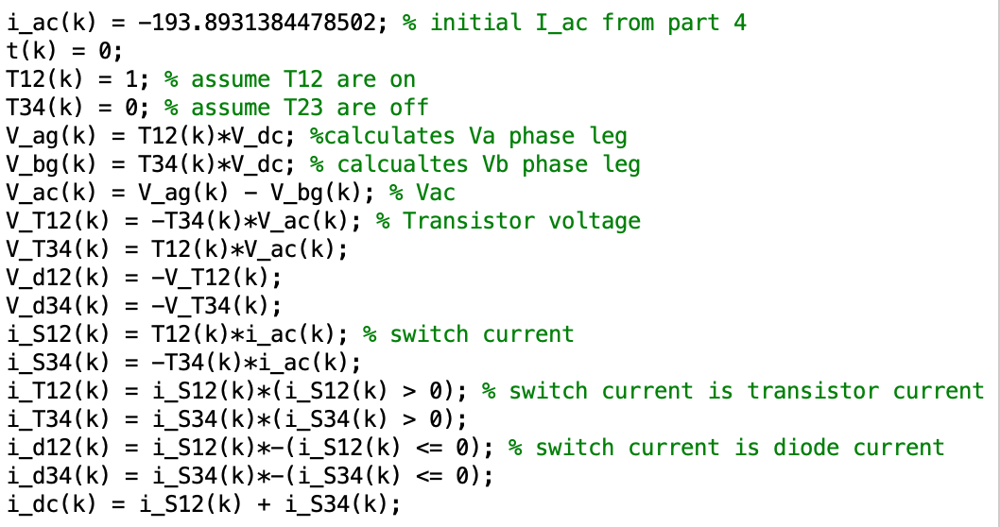 i_ac(k) = -193.8931384478502; % initial I_ac from part 4
t(k) = 0;
T12(k) = 1; % assume T12 are on
T34(k) = 0; % assume T23 are off
V_ag(k) = T12(k)*V_dc; %calculates Va phase leg
V_bg(k) = T34(k)*V_dc; % calcualtes Vb phase leg
V_ac(k) = V_ag(k) - V_bg(k); % Vac
V_T12(k) = -T34(k)*V_ac(k); % Transistor voltage
V_T34(k) = T12(k)*V_ac(k);
V_d12(k) = -V_T12(k);
V_d34(k) = -V_T34(k);
i_S12(k) = T12(k)*i_ac(k); % switch current
i_S34(k) = -T34(k)*i_ac(k);
i_T12(k) = i_S12(k)*(i_S12(k) > 0); % switch current is transistor current
i_T34(k) = i_S34(k)*(i_S34(k) > 0);
i_d12(k) = i_S12(k)*-(i_S12(k) <= 0); % switch current is diode current
i_d34(k) = i_S34(k)*-(i_S34(k) <= 0);
i_dc(k) = i_S12(k) + i_S34(k);